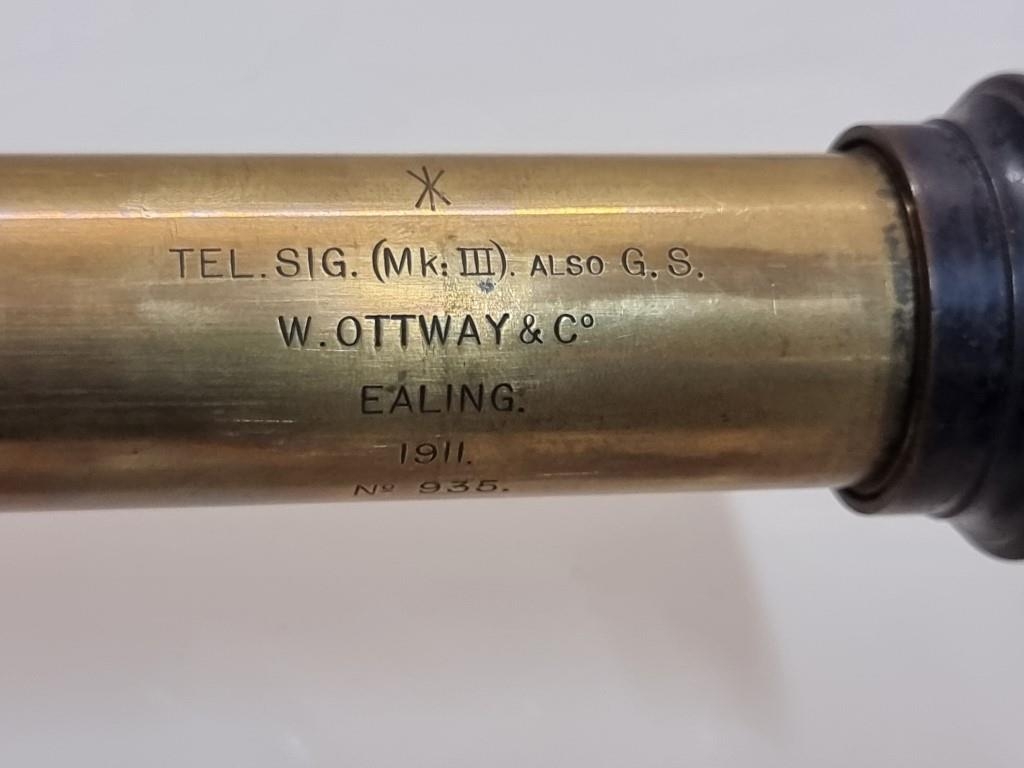 TEL. SIG. (Mk: III). ALSO G. S.
W. OTTWAY & Cº
EALING.
1911.
Nº 935.